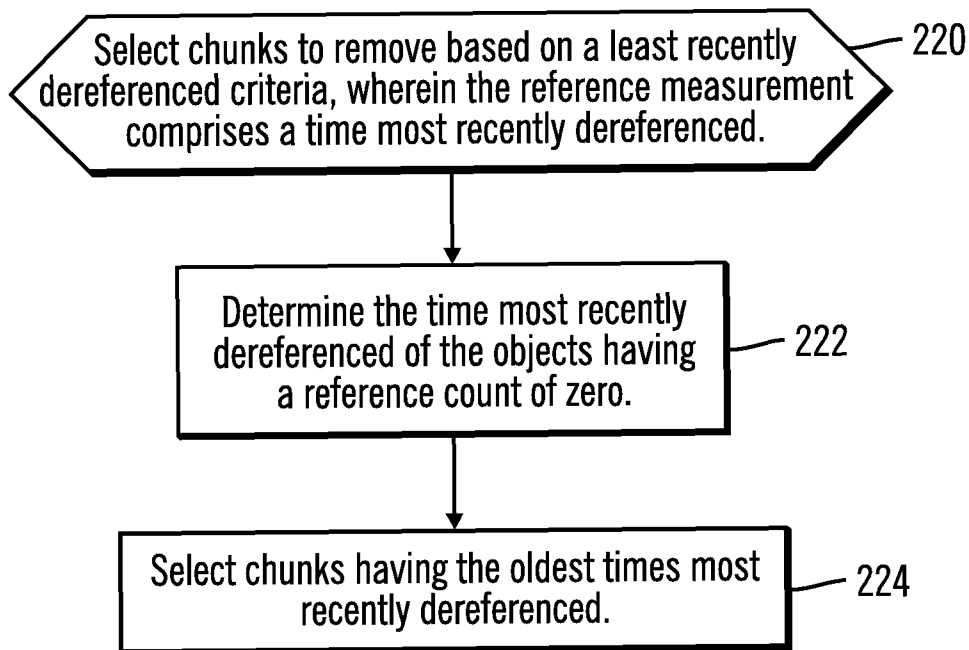 Select chunks to remove based on a least recently
dereferenced criteria, wherein the reference measurement
comprises a time most recently dereferenced.
220
Determine the time most recently
dereferenced of the objects having
a reference count of zero.
222
Select chunks having the oldest times most
recently dereferenced.
224